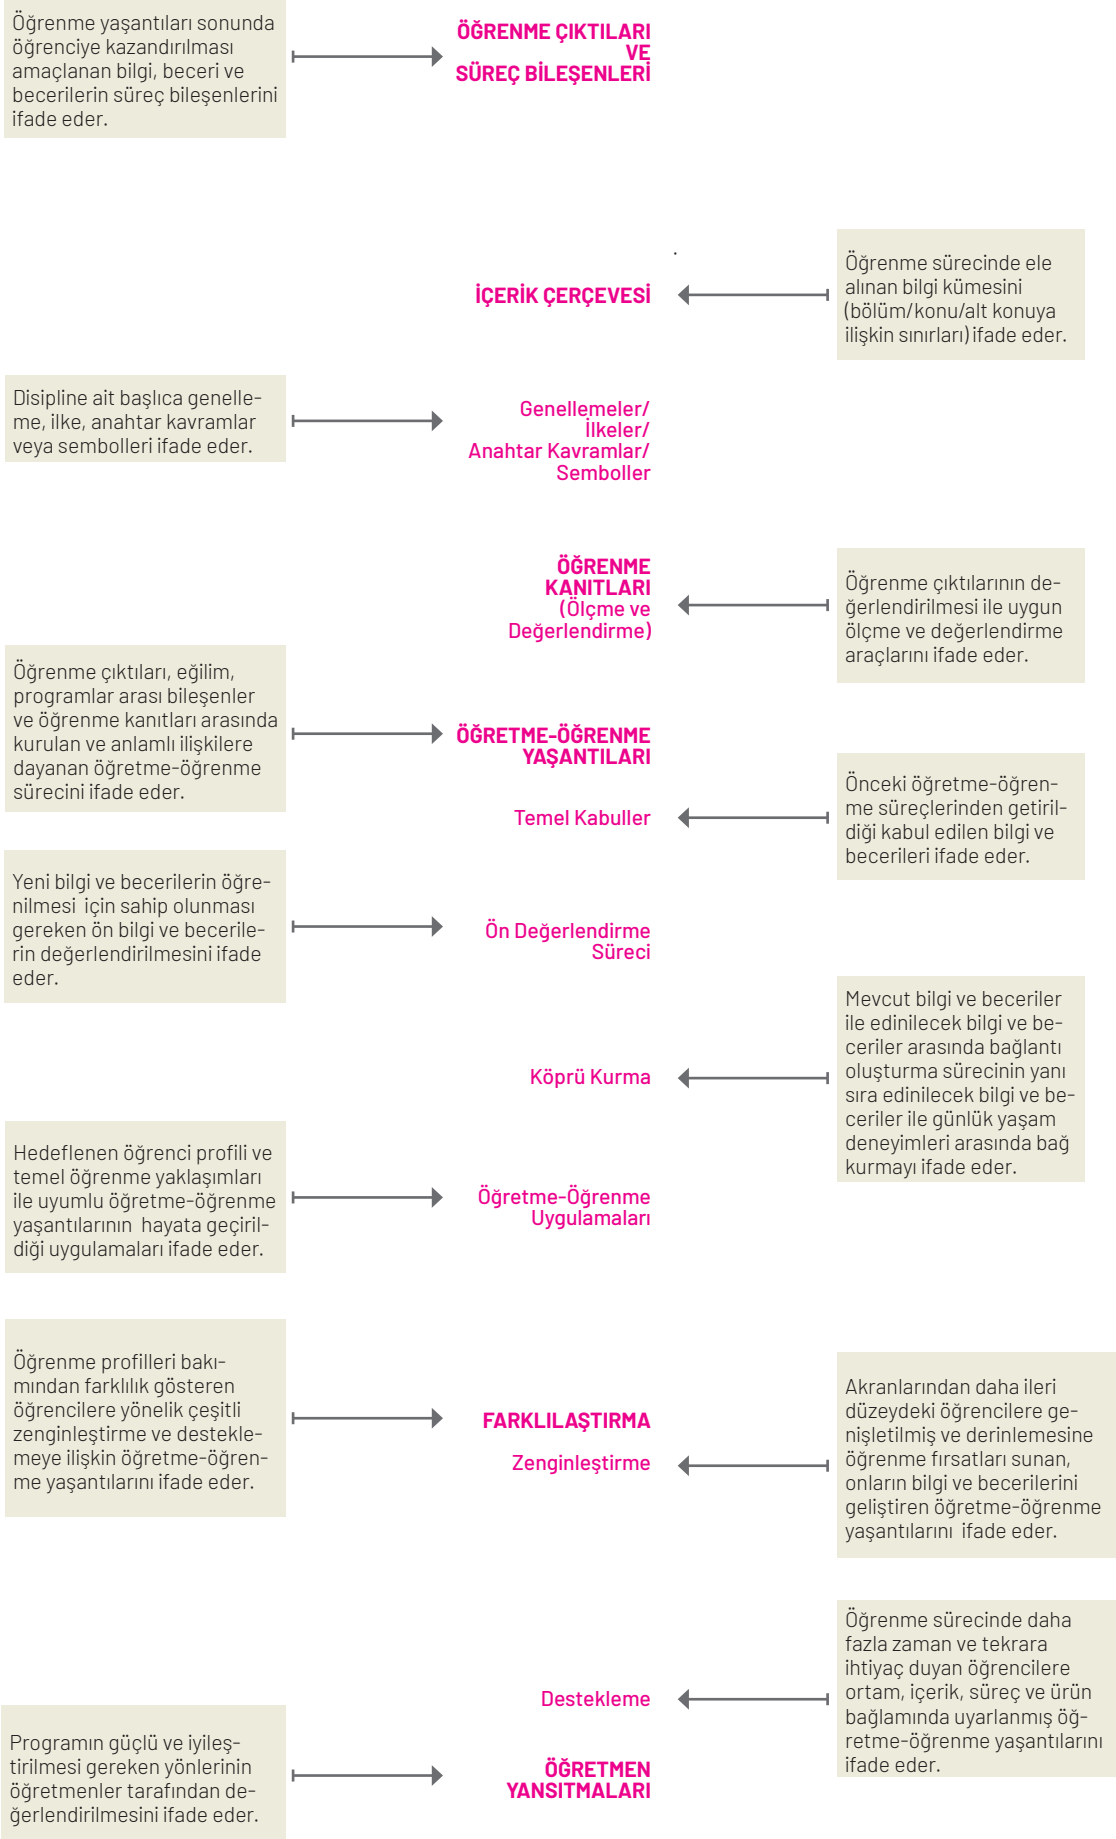 Öğrenme yaşantıları sonunda
öğrenciye kazandırılması
amaçlanan bilgi, beceri ve
becerilerin süreç bileşenlerini
ifade eder.
ÖĞRENME ÇIKTILARI
VE
SÜREÇ BİLEŞENLERİ
.
İÇERİK ÇERÇEVESİ
Öğrenme sürecinde ele
alınan bilgi kümesini
(bölüm/konu/alt konuya
ilişkin sınırları) ifade eder.
Disipline ait başlıca genelle-
me, ilke, anahtar kavramlar
veya sembolleri ifade eder.
Genellemeler/
İlkeler/
Anahtar Kavramlar/
Semboller
ÖĞRENME
KANITLARI
(Ölçme ve
Değerlendirme)
Öğrenme çıktılarının de-
ğerlendirilmesi ile uygun
ölçme ve değerlendirme
araçlarını ifade eder.
Öğrenme çıktıları, eğilim,
programlar arası bileşenler
ve öğrenme kanıtları arasında
kurulan ve anlamlı ilişkilere
dayanan öğretme-öğrenme
sürecini ifade eder.
ÖĞRETME-ÖĞRENME
YAŞANTILARI
Temel Kabuller
Önceki öğretme-öğren-
me süreçlerinden getiril-
diği kabul edilen bilgi ve
becerileri ifade eder.
Yeni bilgi ve becerilerin öğre-
nilmesi için sahip olunması
gereken ön bilgi ve becerile-
rin değerlendirilmesini ifade
eder.
Ön Değerlendirme
Süreci
Köprü Kurma
Mevcut bilgi ve beceriler
ile edinilecek bilgi ve be-
ceriler arasında bağlantı
oluşturma sürecinin yanı
sıra edinilecek bilgi ve be-
ceriler ile günlük yaşam
deneyimleri arasında bağ
kurmayı ifade eder.
Hedeflenen öğrenci profili ve
temel öğrenme yaklaşımları
ile uyumlu öğretme-öğrenme
yaşantılarının hayata geçiril-
diği uygulamaları ifade eder.
Öğretme-Öğrenme
Uygulamaları
Öğrenme profilleri bakı-
mından farklılık gösteren
öğrencilere yönelik çeşitli
zenginleştirme ve destekle-
meye ilişkin öğretme-öğren-
me yaşantılarını ifade eder.
FARKLILAŞTIRMA
Zenginleştirme
Akranlarından daha ileri
düzeydeki öğrencilere ge-
nişletilmiş ve derinlemesine
öğrenme fırsatları sunan,
onların bilgi ve becerilerini
geliştiren öğretme-öğrenme
yaşantılarını ifade eder.
Destekleme
Öğrenme sürecinde daha
fazla zaman ve tekrara
ihtiyaç duyan öğrencilere
ortam, içerik, süreç ve ürün
bağlamında uyarlanmış öğ-
retme-öğrenme yaşantılarını
ifade eder.
Programın güçlü ve iyileş-
tirilmesi gereken yönlerinin
öğretmenler tarafından de-
ğerlendirilmesini ifade eder.
ÖĞRETMEN
YANSITMALARI